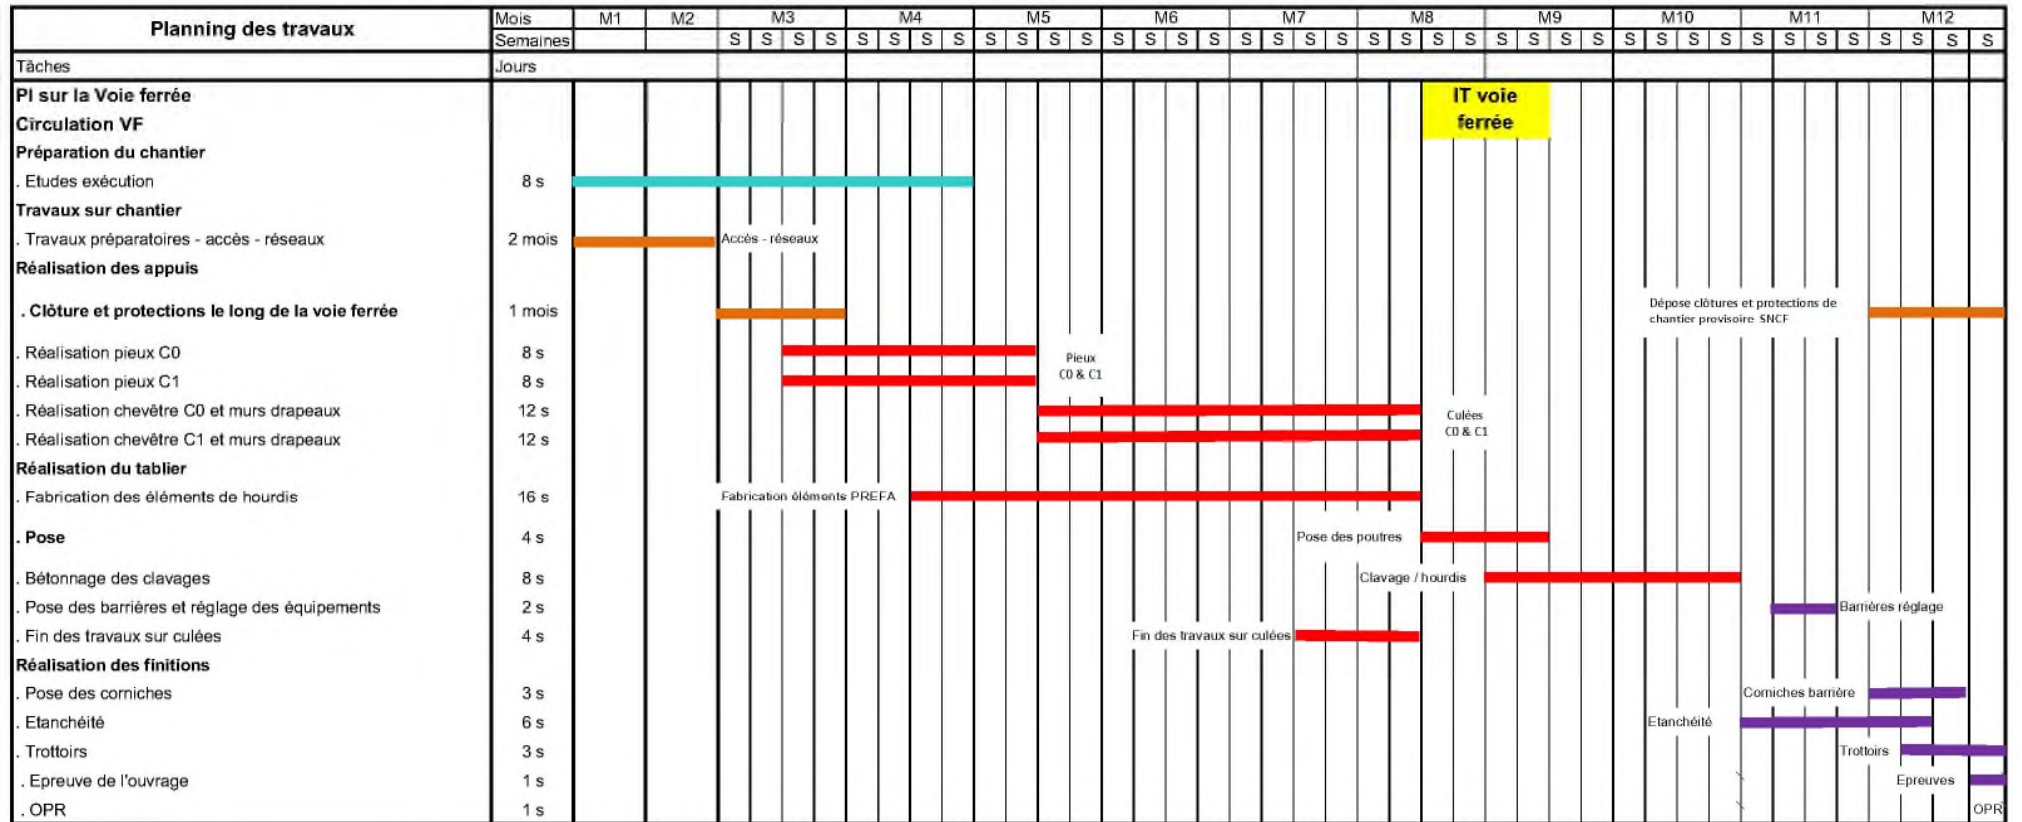 Planning des travaux
Mois M1 M2 M3 M4 M5 M6 M7 M8 M9 M10 M11 M12
Semaines S S S S S S S S S S S S S S S S S S S S S S S S S S S S S S S S S S S S S S S S
Tâches Jours
PI sur la Voie ferrée IT voie
Circulation VF ferrée
Préparation du chantier
. Etudes exécution 8 s
Travaux sur chantier
. Travaux préparatoires - accès - réseaux 2 mois Accès - réseaux
Réalisation des appuis
. Clôture et protections le long de la voie ferrée 1 mois Dépose clôtures et protections de
chantier provisoire SNCF
. Réalisation pieux C0 8 s Pieux
. Réalisation pieux C1 8 s C0 & C1
. Réalisation chevêtre C0 et murs drapeaux 12 s Culées
. Réalisation chevêtre C1 et murs drapeaux 12 s C0 & C1
Réalisation du tablier
. Fabrication des éléments de hourdis 16 s Fabrication éléments PREFA
. Pose 4 s Pose des poutres
. Bétonnage des clavages 8 s Clavage / hourdis
. Pose des barrières et réglage des équipements 2 s Barrières réglage
. Fin des travaux sur culées 4 s Fin des travaux sur culées
Réalisation des finitions
. Pose des corniches 3 s Corniches barrière
. Etanchéité 6 s Etanchéité
. Trottoirs 3 s Trottoirs
. Epreuve de l'ouvrage 1 s Epreuves
. OPR 1 s OPR